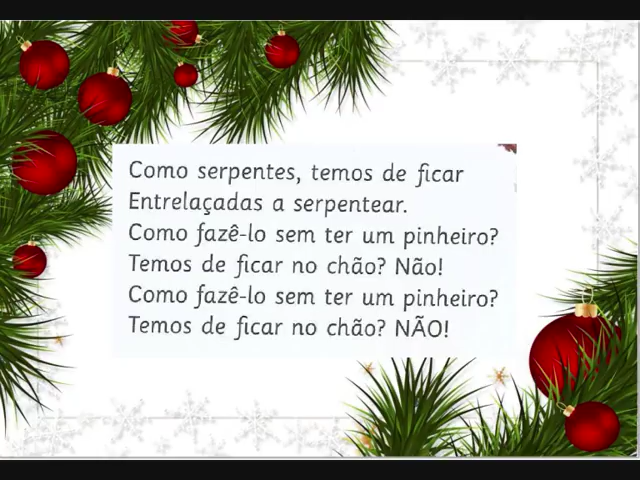 Como serpentes, temos de ficar
Entrelaçadas a serpentear.
Como fazê-lo sem ter um pinheiro?
Temos de ficar no chão? Não!
Como fazê-lo sem ter um pinheiro?
Temos de ficar no chão? NÃO!